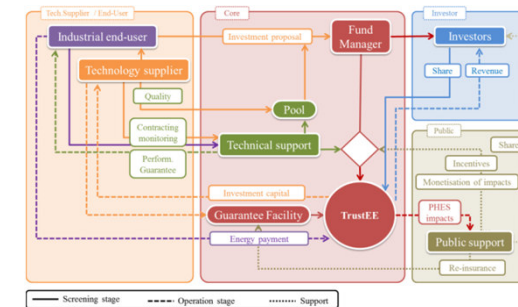 Tech.Supplier / End-User
Core
Investor
Industrial end-user
Investment proposal
Fund
Manager
Investors
Technology supplier
Share
Revenue
Quality
Pool
Public
Contracting
monitoring
Technical support
Share
Perform.
Guarantee
Incentives
Monetisation of impacts
Investment capital
Guarantee Facility
TrustEE
PHES
impacts
Energy payment
Public support
Re-insurance
Screening stage
Operation stage
Support